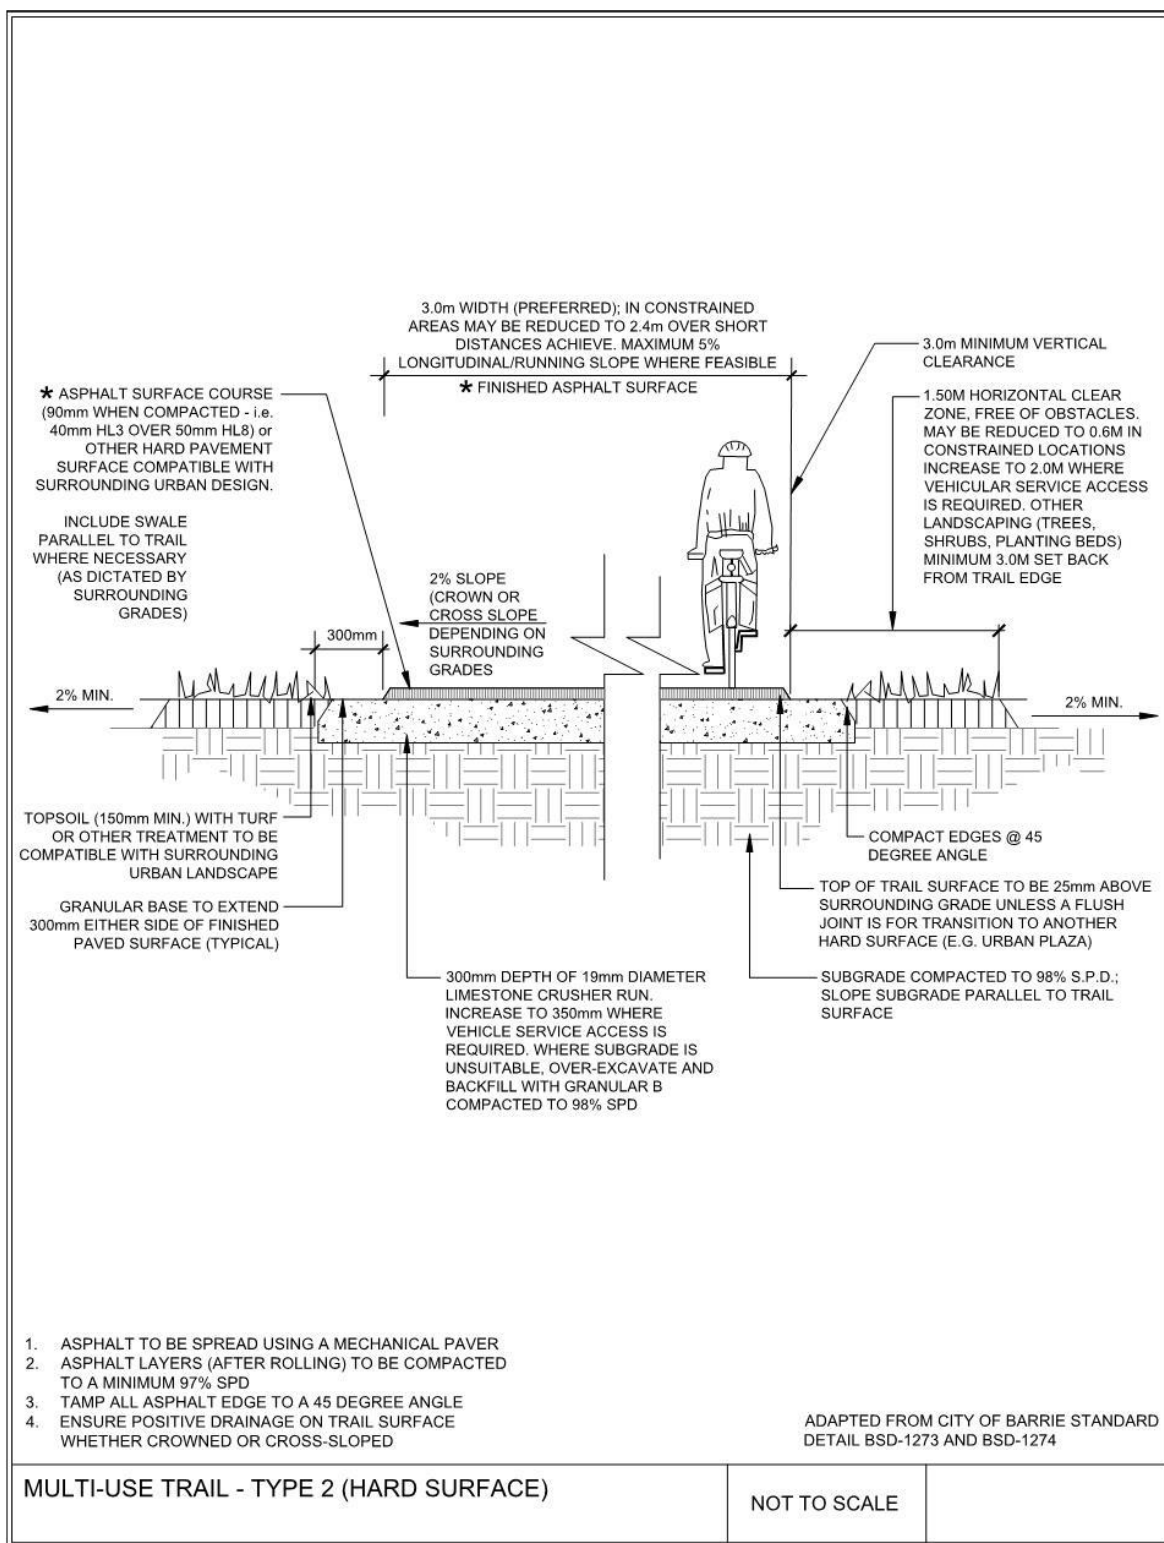 3.0m WIDTH (PREFERRED); IN CONSTRAINED
AREAS MAY BE REDUCED TO 2.4m OVER SHORT
DISTANCES ACHIEVE. MAXIMUM 5%
LONGITUDINAL/RUNNING SLOPE WHERE FEASIBLE
* FINISHED ASPHALT SURFACE
3.0m MINIMUM VERTICAL
CLEARANCE
* ASPHALT SURFACE COURSE
(90mm WHEN COMPACTED - i.e.
40mm HL3 OVER 50mm HL8) or
OTHER HARD PAVEMENT
SURFACE COMPATIBLE WITH
SURROUNDING URBAN DESIGN.
1.50M HORIZONTAL CLEAR
ZONE, FREE OF OBSTACLES.
MAY BE REDUCED TO 0.6M IN
CONSTRAINED LOCATIONS
INCREASE TO 2.0M WHERE
VEHICULAR SERVICE ACCESS
IS REQUIRED. OTHER
LANDSCAPING (TREES,
SHRUBS, PLANTING BEDS)
MINIMUM 3.0M SET BACK
FROM TRAIL EDGE
INCLUDE SWALE
PARALLEL TO TRAIL
WHERE NECESSARY
(AS DICTATED BY
SURROUNDING
GRADES)
2% SLOPE
(CROWN OR
CROSS SLOPE
DEPENDING ON
SURROUNDING
GRADES
300mm
2% MIN.
2% MIN.
TOPSOIL (150mm MIN.) WITH TURF
OR OTHER TREATMENT TO BE
COMPATIBLE WITH SURROUNDING
URBAN LANDSCAPE
COMPACT EDGES @ 45
DEGREE ANGLE
GRANULAR BASE TO EXTEND
300mm EITHER SIDE OF FINISHED
PAVED SURFACE (TYPICAL)
TOP OF TRAIL SURFACE TO BE 25mm ABOVE
SURROUNDING GRADE UNLESS A FLUSH
JOINT IS FOR TRANSITION TO ANOTHER
HARD SURFACE (E.G. URBAN PLAZA)
300mm DEPTH OF 19mm DIAMETER
LIMESTONE CRUSHER RUN.
INCREASE TO 350mm WHERE
VEHICLE SERVICE ACCESS IS
REQUIRED. WHERE SUBGRADE IS
UNSUITABLE, OVER-EXCAVATE AND
BACKFILL WITH GRANULAR B
COMPACTED TO 98% SPD
SUBGRADE COMPACTED TO 98% S.P.D.;
SLOPE SUBGRADE PARALLEL TO TRAIL
SURFACE
1. ASPHALT TO BE SPREAD USING A MECHANICAL PAVER
2. ASPHALT LAYERS (AFTER ROLLING) TO BE COMPACTED
TO A MINIMUM 97% SPD
3. TAMP ALL ASPHALT EDGE TO A 45 DEGREE ANGLE
4. ENSURE POSITIVE DRAINAGE ON TRAIL SURFACE
WHETHER CROWNED OR CROSS-SLOPED
ADAPTED FROM CITY OF BARRIE STANDARD
DETAIL BSD-1273 AND BSD-1274
MULTI-USE TRAIL - TYPE 2 (HARD SURFACE)
NOT TO SCALE